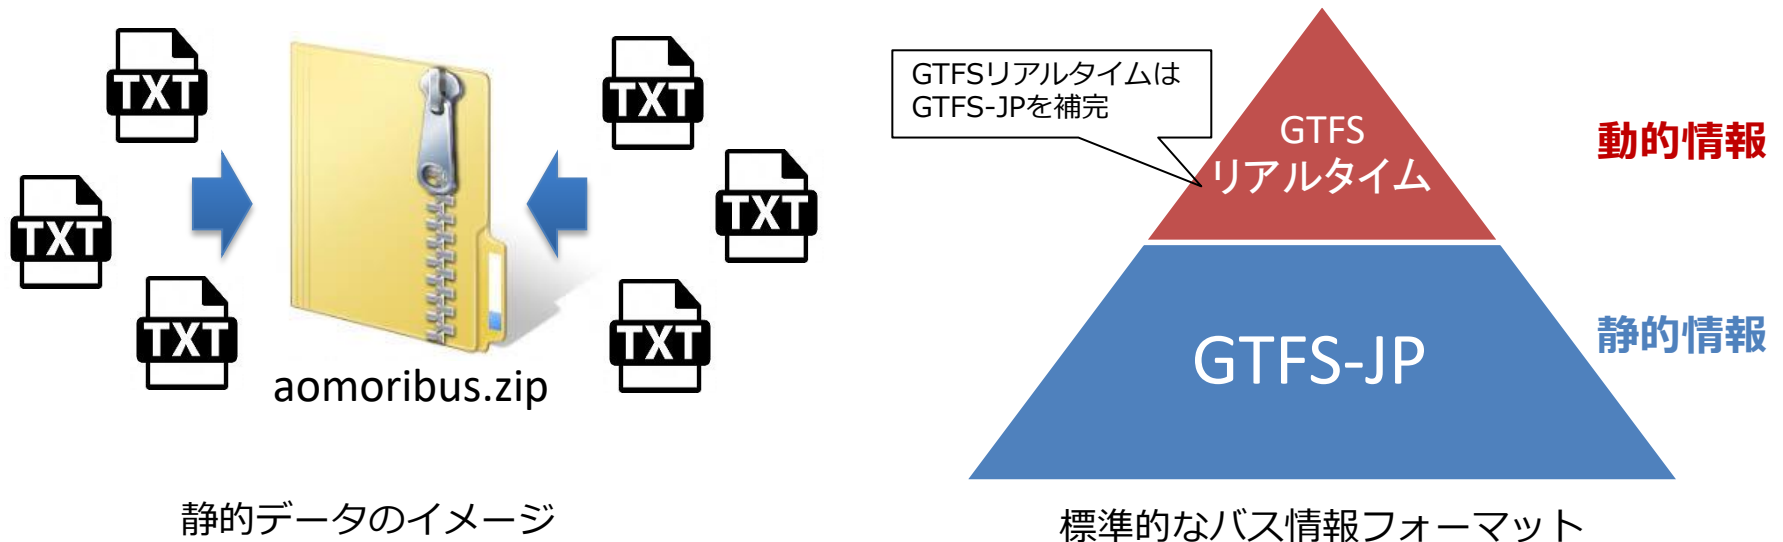 TXT
TXT
TXT
TXT
TXT
TXT
aomoribus.zip
静的データのイメージ
GTFSリアルタイムは
GTFS-JPを補完
GTFS
リアルタイム
動的情報
GTFS-JP
静的情報
標準的なバス情報フォーマット